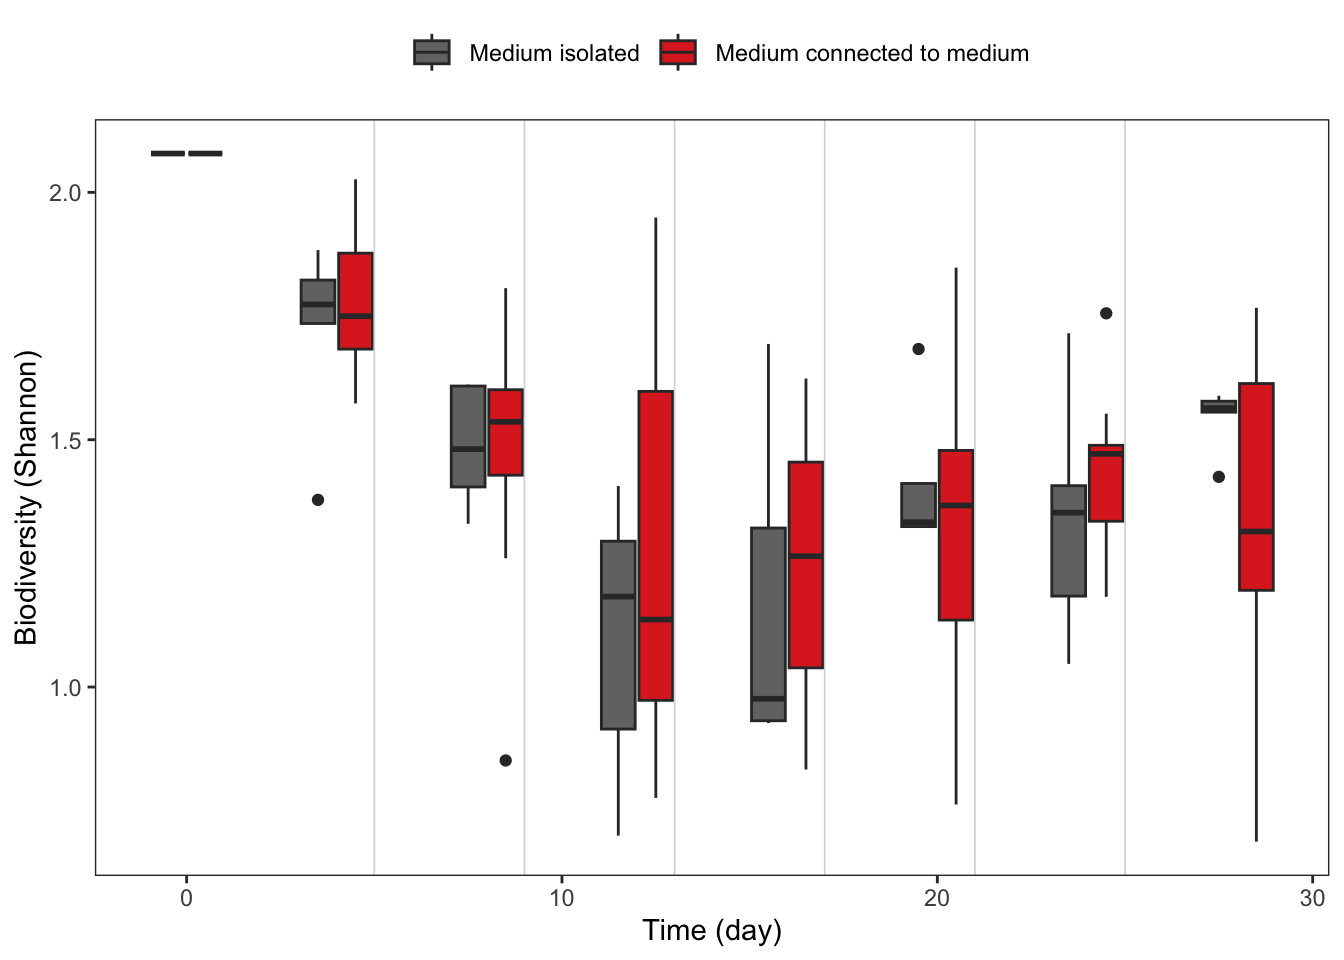 Medium isolated Medium connected to medium
Biodiversity (Shannon)
2.0
1.5
1.0
0 10 20 30
Time (day)